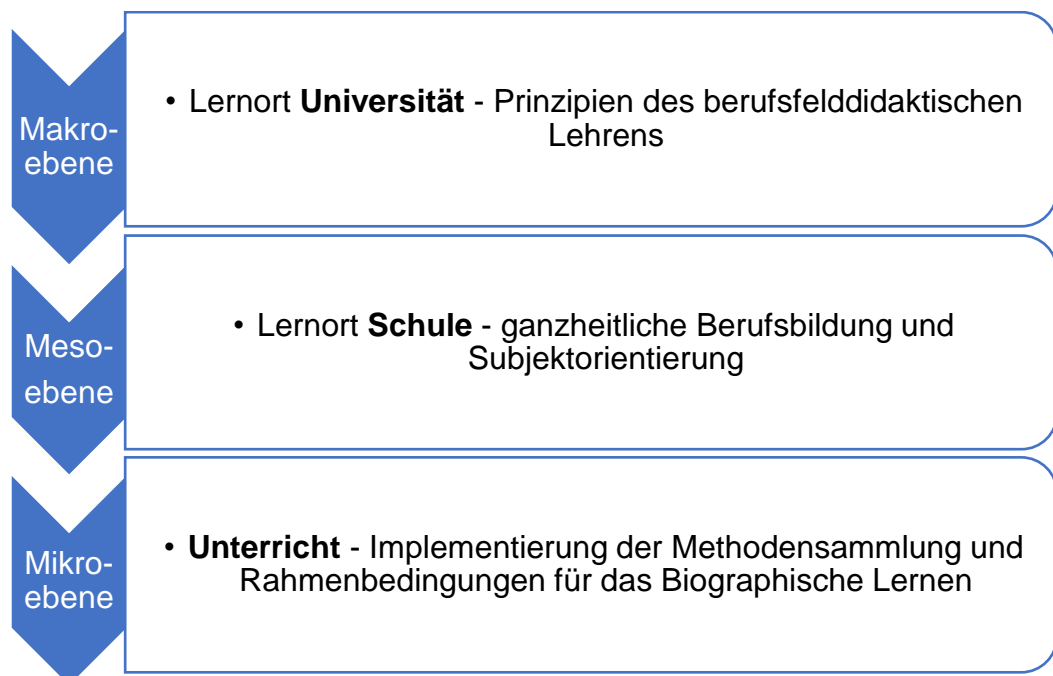 Makro-
ebene
• Lernort Universität - Prinzipien des berufsfelddidaktischen
Lehrens
Meso-
ebene
• Lernort Schule - ganzheitliche Berufsbildung und
Subjektorientierung
Mikro-
ebene
• Unterricht - Implementierung der Methodensammlung und
Rahmenbedingungen für das Biographische Lernen